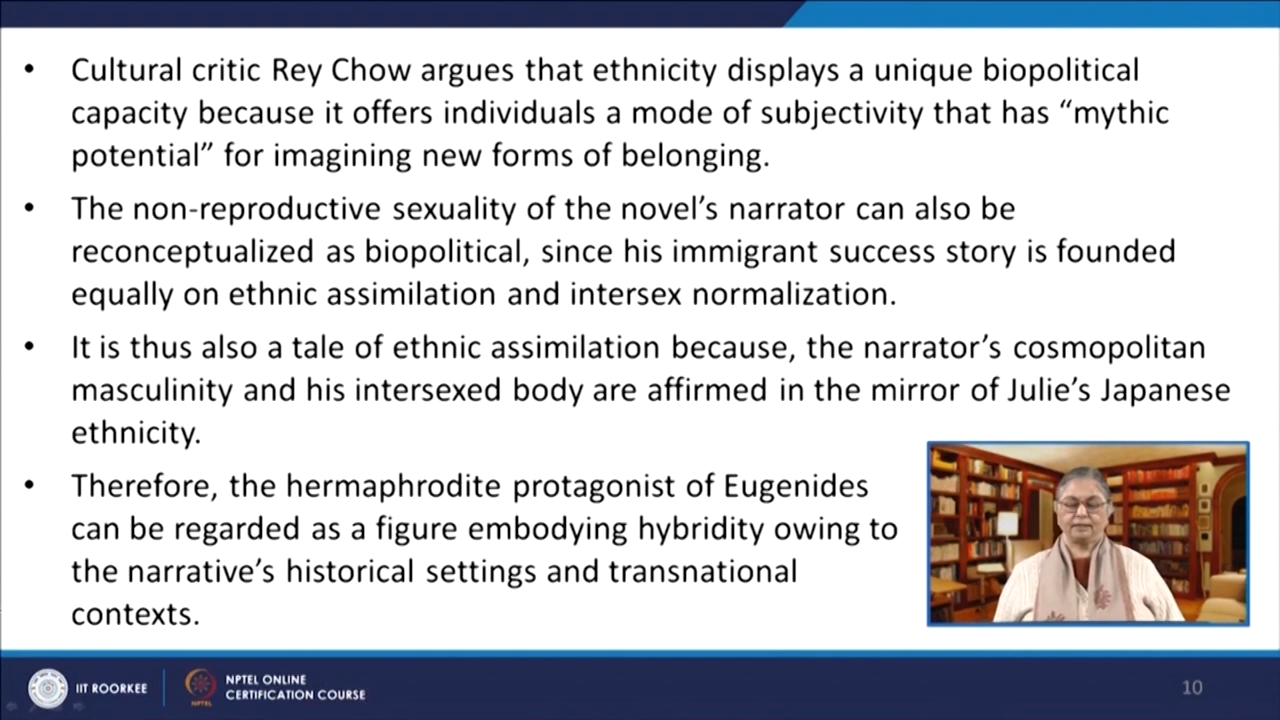 • Cultural critic Rey Chow argues that ethnicity displays a unique biopolitical
capacity because it offers individuals a mode of subjectivity that has “mythic
potential” for imagining new forms of belonging.
• The non-reproductive sexuality of the novel’s narrator can also be
reconceptualized as biopolitical, since his immigrant success story is founded
equally on ethnic assimilation and intersex normalization.
• It is thus also a tale of ethnic assimilation because, the narrator’s cosmopolitan
masculinity and his intersexed body are affirmed in the mirror of Julie’s Japanese
ethnicity.
• Therefore, the hermaphrodite protagonist of Eugenides
can be regarded as a figure embodying hybridity owing to
the narrative’s historical settings and transnational
contexts.
IIT ROORKEE
NPTEL
NPTEL ONLINE
CERTIFICATION COURSE
10